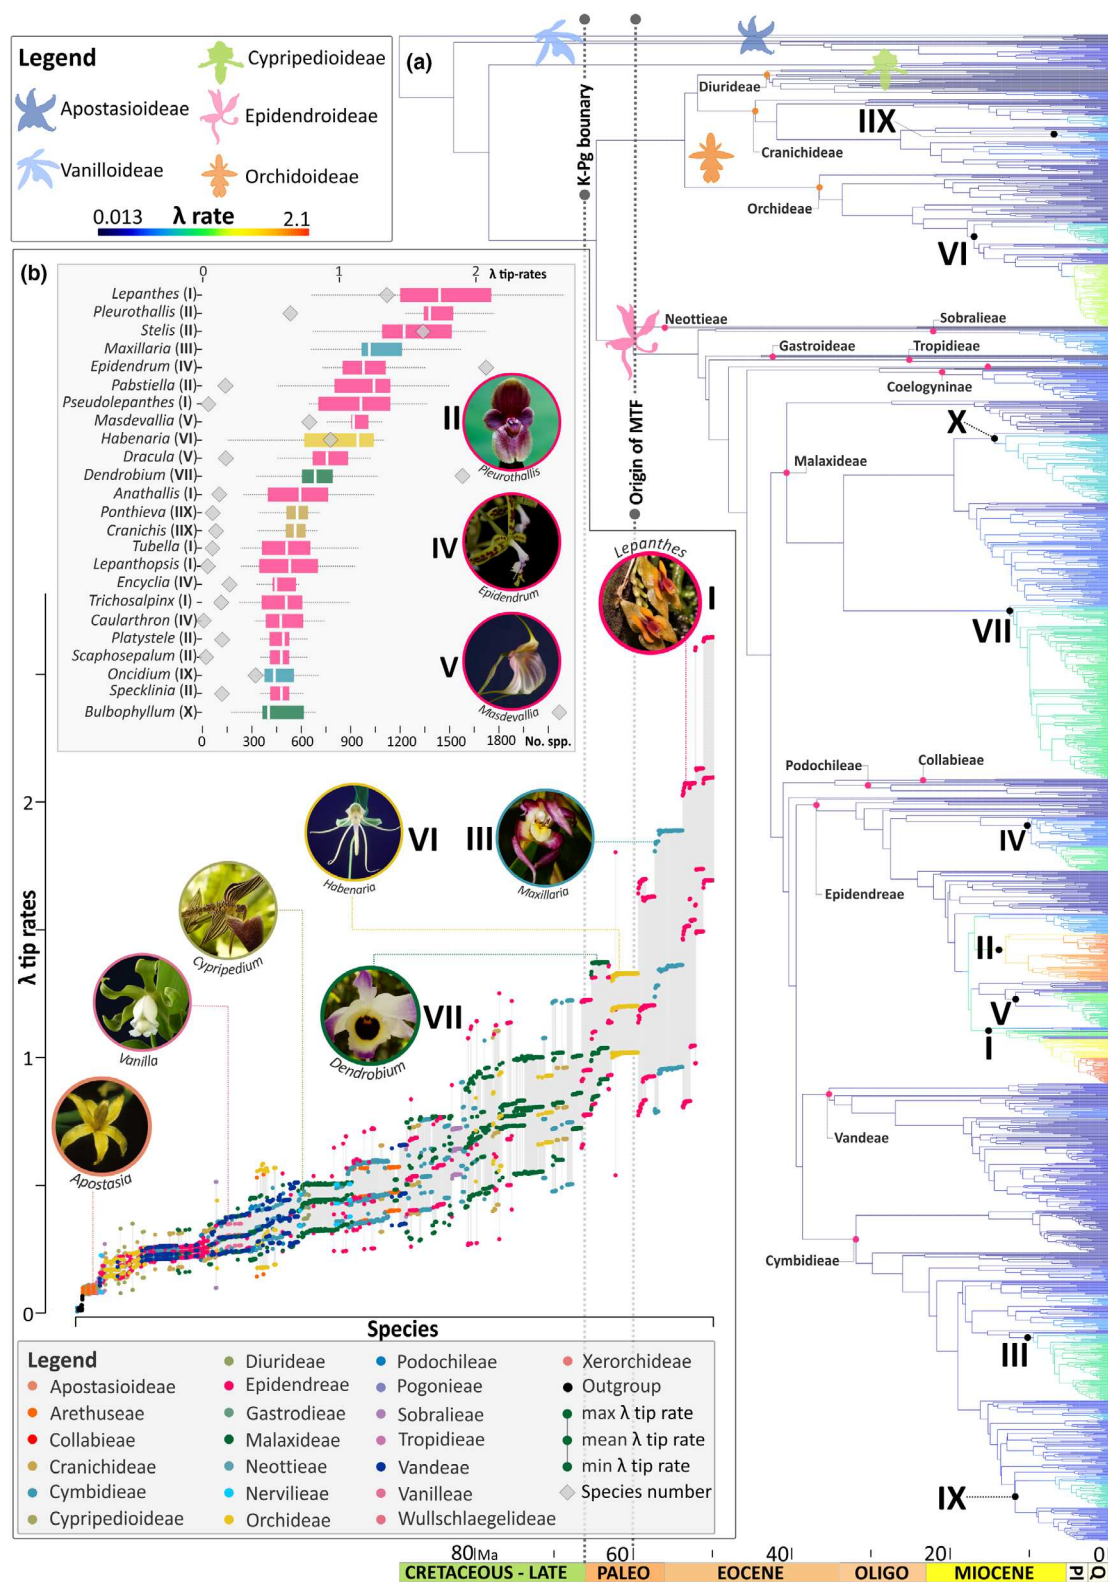 Legend
Cypripedioideae
Apostasioideae
Epidendroideae
Vanilloideae
Orchidoideae
0.013 λ rate 2.1
(a)
K-Pg bounary
Origin of MTF
Diurideae
IIX
Cranichideae
Orchideae
VI
Neottieae
Sobralieae
Gastroideae
Tropidieae
Coelogyninae
X
Malaxideae
VII
Podochileae
Collabieae
IV
Epidendreae
II
V
I
Vandeae
Cymbidieae
III
IX
(b)
0 1 2 λ tip-rates
Lepanthes (I)
Pleurothallis (II)
Stelis (II)
Maxillaria (III)
Epidendrum (IV)
Pabstiella (II)
Pseudolepanthes (I)
Masdevallia (V)
Habenaria (VI)
Dracula (V)
Dendrobium (VII)
Anathallis (I)
Ponthieva (IIX)
Cranichis (IIX)
Tubella (I)
Lepanthopsis (I)
Encyclia (IV)
Trichosalpinx (I)
Caularthron (IV)
Platystele (II)
Scaphosepalum (II)
Oncidium (IX)
Specklinia (II)
Bulbophyllum (X)
0 300 600 900 1200 1500 1800 No. spp.
II
Pleurothallis
IV
Epidendrum
V
Masdevallia
Lepanthes
I
VI
Habenaria
III
Maxillaria
Cypripedium
VII
Dendrobium
Vanilla
Apostasia
λ tip rates
2
1
0
Species
Legend
Apostasioideae
Arethuseae
Collabieae
Cranichideae
Cymbidieae
Cypripedioideae
Diurideae
Epidendreae
Gastrodieae
Malaxideae
Neottieae
Nervilieae
Orchideae
Podochileae
Pogonieae
Sobralieae
Tropidieae
Vandeae
Vanilleae
Wullschlaegelideae
Xerorchideae
Outgroup
max λ tip rate
mean λ tip rate
min λ tip rate
Species number
80 Ma 60 40 20 0
CRETACEOUS - LATE PALEO EOCENE OLIGO MIOCENE Pl Q